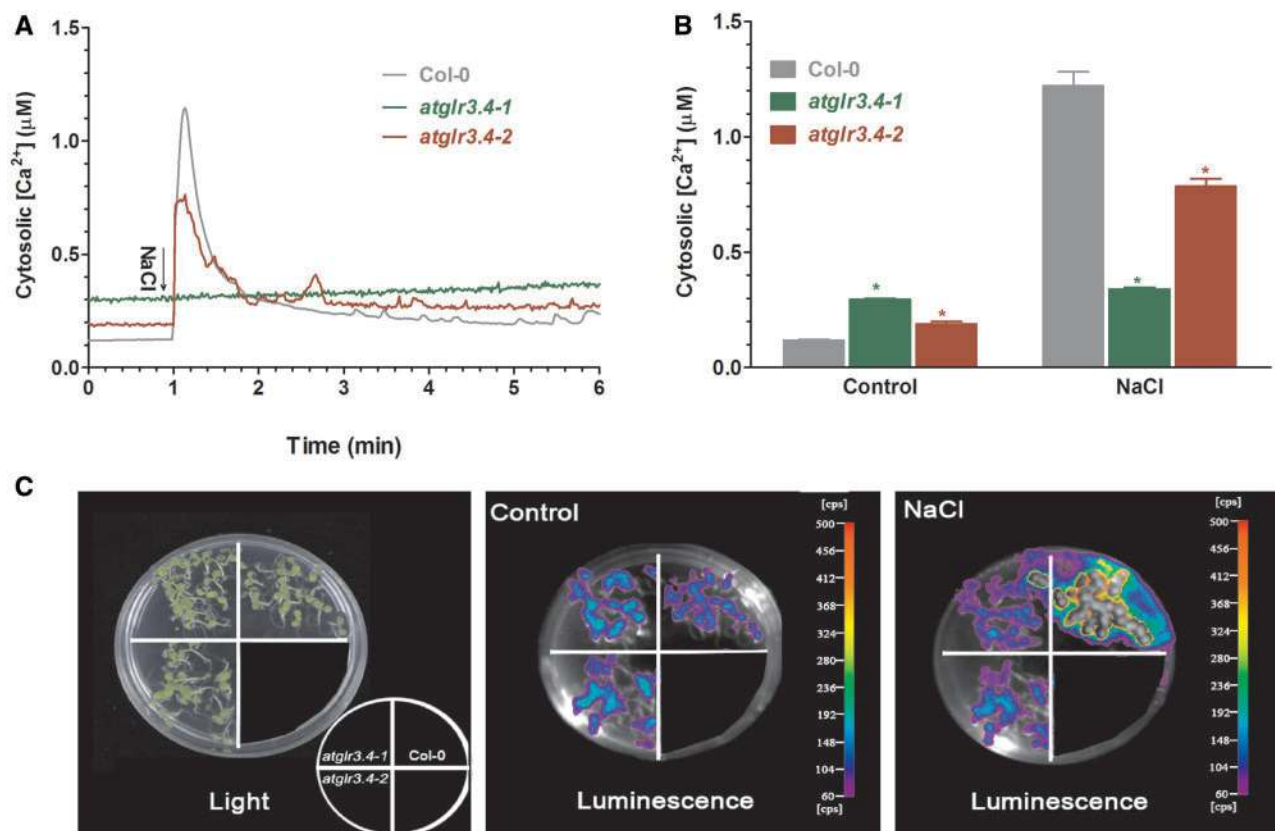 A
1.5
1.0
0.5
0.0
Cytosolic [Ca²⁺] (μM)
Col-0
atglr3.4-1
atglr3.4-2
NaCl
0 1 2 3 4 5 6
Time (min)
B
1.5
1.0
0.5
0.0
Cytosolic [Ca²⁺] (μM)
Col-0
atglr3.4-1
atglr3.4-2
* * * *
Control NaCl
C
atglr3.4-1 Col-0
atglr3.4-2
Light
Control
[cps]
500
456
412
368
324
280
236
192
148
104
60
[cps]
Luminescence
NaCl
[cps]
500
456
412
368
324
280
236
192
148
104
60
[cps]
Luminescence